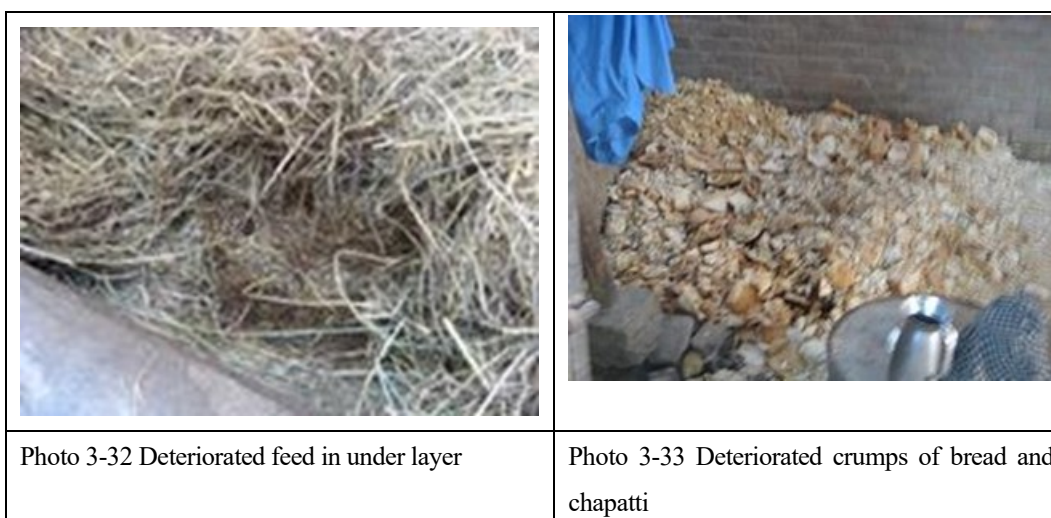 Photo 3-32 Deteriorated feed in under layer
Photo 3-33 Deteriorated crumps of bread and
chapatti